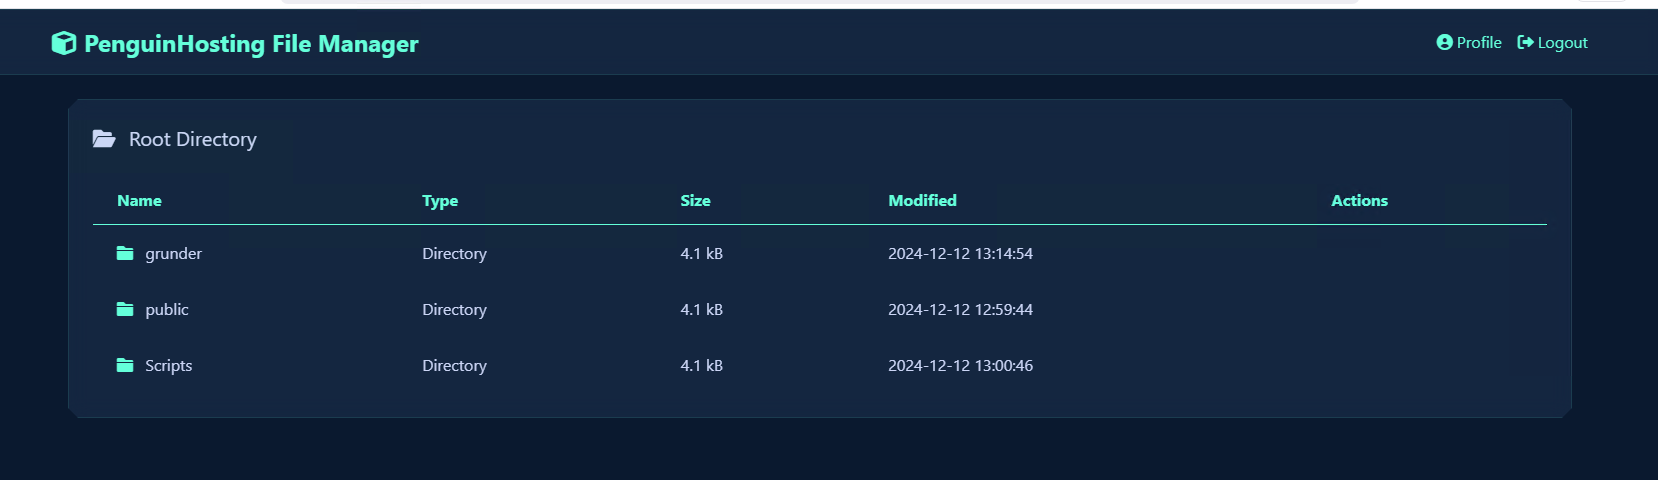 PenguinHosting File Manager Profile Logout
Root Directory
Name Type Size Modified Actions
grunder Directory 4.1 kB 2024-12-12 13:14:54
public Directory 4.1 kB 2024-12-12 12:59:44
Scripts Directory 4.1 kB 2024-12-12 13:00:46